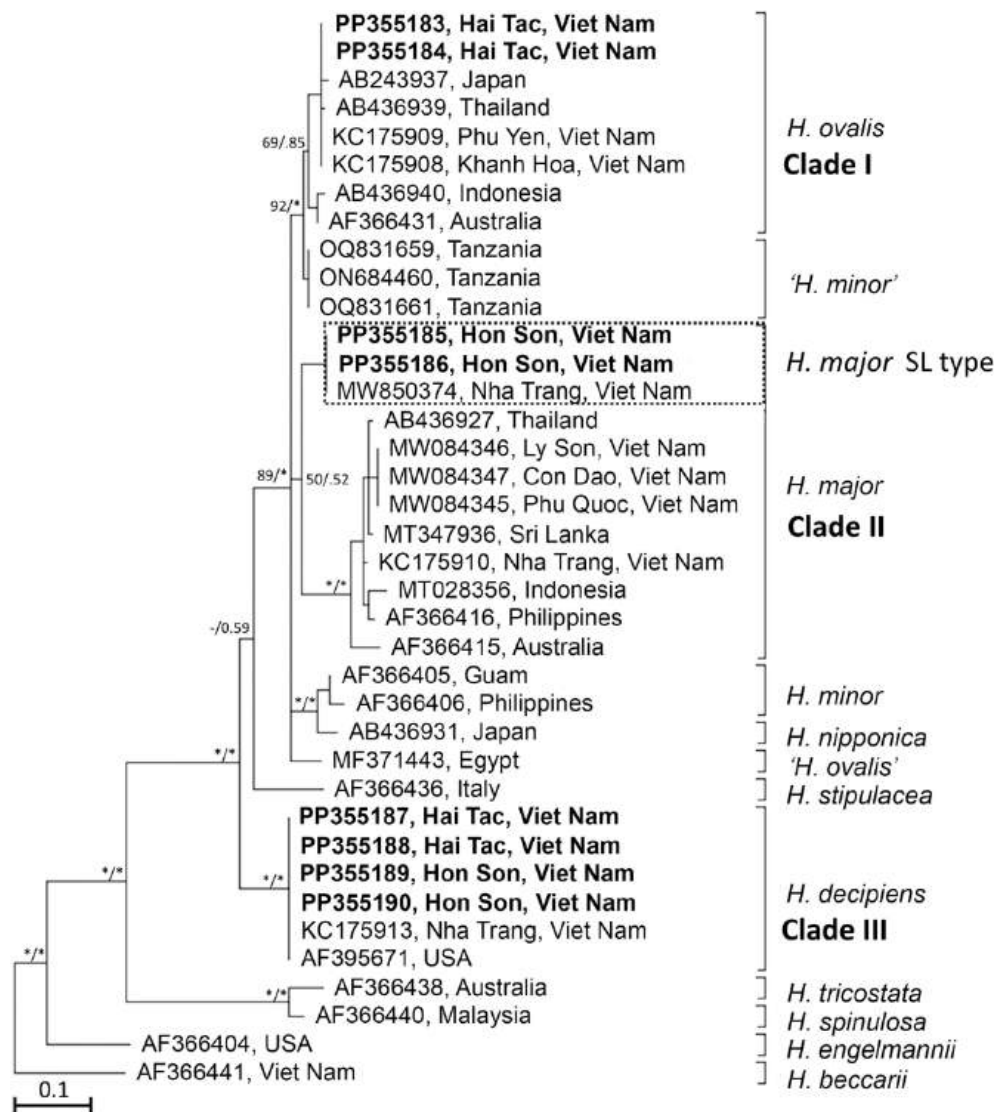 PP355183, Hai Tac, Viet Nam
PP355184, Hai Tac, Viet Nam
AB243937, Japan
AB436939, Thailand
KC175909, Phu Yen, Viet Nam
KC175908, Khanh Hoa, Viet Nam
AB436940, Indonesia
AF366431, Australia
69/.85
92/*
H. ovalis
Clade I
OQ831659, Tanzania
ON684460, Tanzania
OQ831661, Tanzania
'H. minor'
PP355185, Hon Son, Viet Nam
PP355186, Hon Son, Viet Nam
MW850374, Nha Trang, Viet Nam
H. major SL type
AB436927, Thailand
MW084346, Ly Son, Viet Nam
MW084347, Con Dao, Viet Nam
MW084345, Phu Quoc, Viet Nam
MT347936, Sri Lanka
KC175910, Nha Trang, Viet Nam
MT028356, Indonesia
AF366416, Philippines
AF366415, Australia
89/*
50/.52
*/*
H. major
Clade II
-/0.59
AF366405, Guam
AF366406, Philippines
H. minor
*/*
AB436931, Japan
H. nipponica
MF371443, Egypt
'H. ovalis'
*/*
AF366436, Italy
H. stipulacea
PP355187, Hai Tac, Viet Nam
PP355188, Hai Tac, Viet Nam
PP355189, Hon Son, Viet Nam
PP355190, Hon Son, Viet Nam
KC175913, Nha Trang, Viet Nam
AF395671, USA
*/*
*/*
H. decipiens
Clade III
*/*
AF366438, Australia
H. tricostata
*/*
AF366440, Malaysia
H. spinulosa
AF366404, USA
H. engelmannii
AF366441, Viet Nam
H. beccarii
0.1